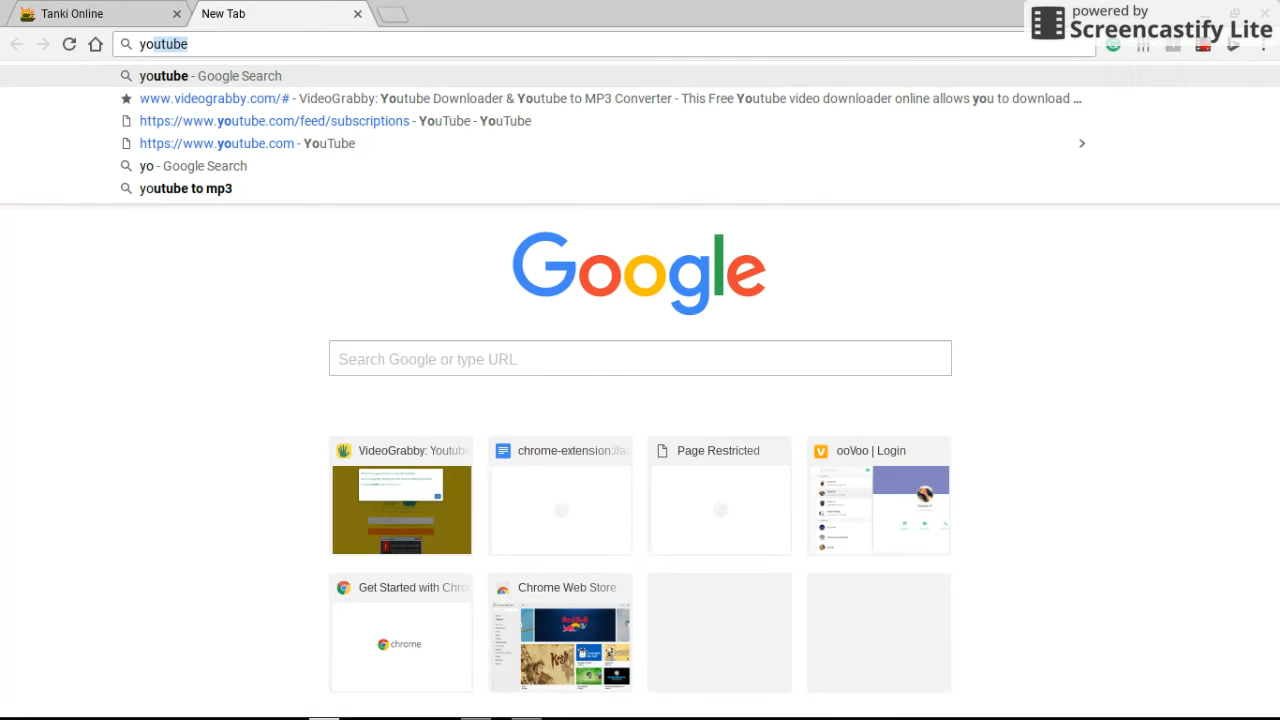 Tanki Online
New Tab
powered by
Screencastify Lite
youtube
youtube - Google Search
www.videograbby.com/# - VideoGrabby: Youtube Downloader & Youtube to MP3 Converter - This Free Youtube video downloader online allows you to download ...
https://www.youtube.com/feed/subscriptions - YouTube - YouTube
https://www.youtube.com - YouTube
yo - Google Search
youtube to mp3
Google
Search Google or type URL
VideoGrabby: Youtube
chrome-extension://
Page Restricted
ooVoo | Login
Get Started with Chro
Chrome Web Store
chrome
Red Bull